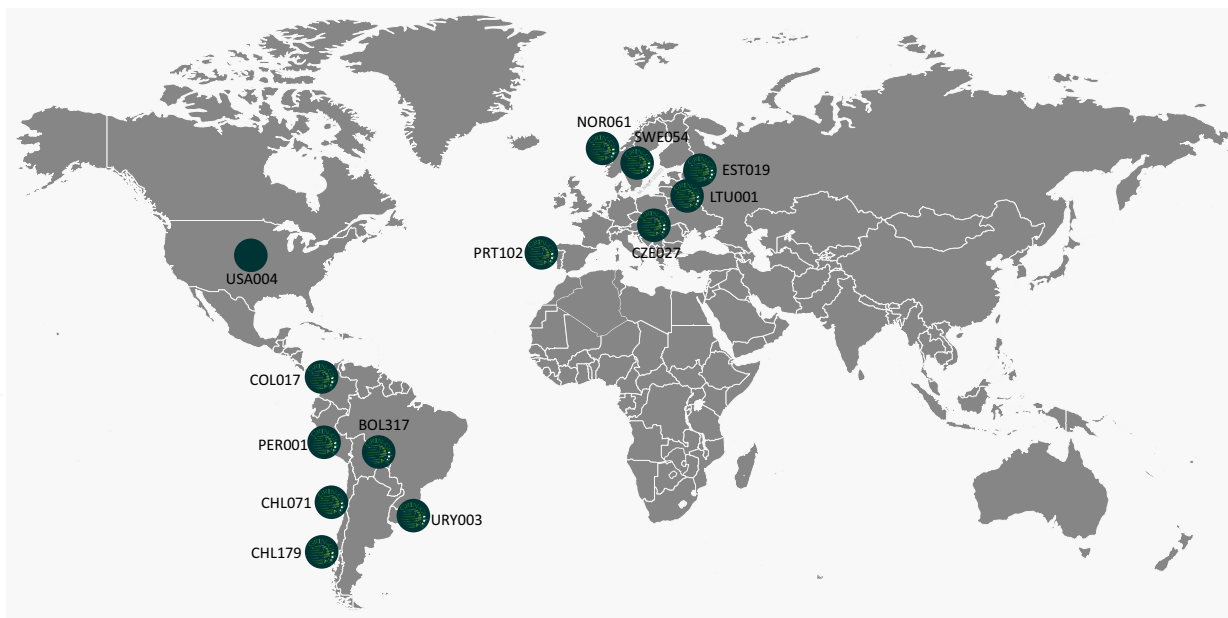 NOR061
SWE054
EST019
LTU001
PRT102
CZE027
USA004
COL017
BOL317
PER001
CHL071
URY003
CHL179